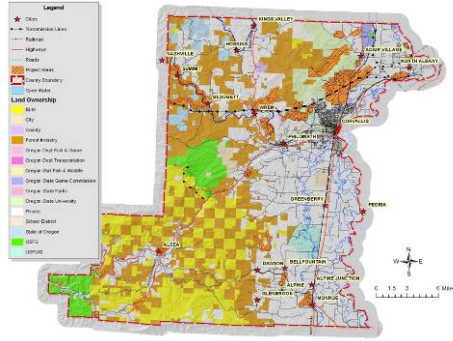 Legend
Cities
Transmission Lines
Railroad
Highways
Roads
Project Areas
County Boundary
Open Water
Land Ownership
BLM
City
County
Forest Industry
Oregon Dept Fish & Game
Oregon Dept Transportation
Oregon Stat Fish & Wildlife
Oregon State Game Commission
Oregon State Parks
Oregon State University
Private
School District
State of Oregon
USFS
USFWS
KINGS VALLEY
HOSKINS
NASHVILLE
SUMMIT
ADAIR VILLAGE
NORTH ALBANY
BLODGETT
WREN
CORVALLIS
PHILOMATH
GREENBERRY
PEORIA
ALSEA
DAWSON
BELLFOUNTAIN
ALPINE
ALPINE JUNCTION
GLENBROOK
MONROE
N
W
E
S
0
1.5
3
6 Miles